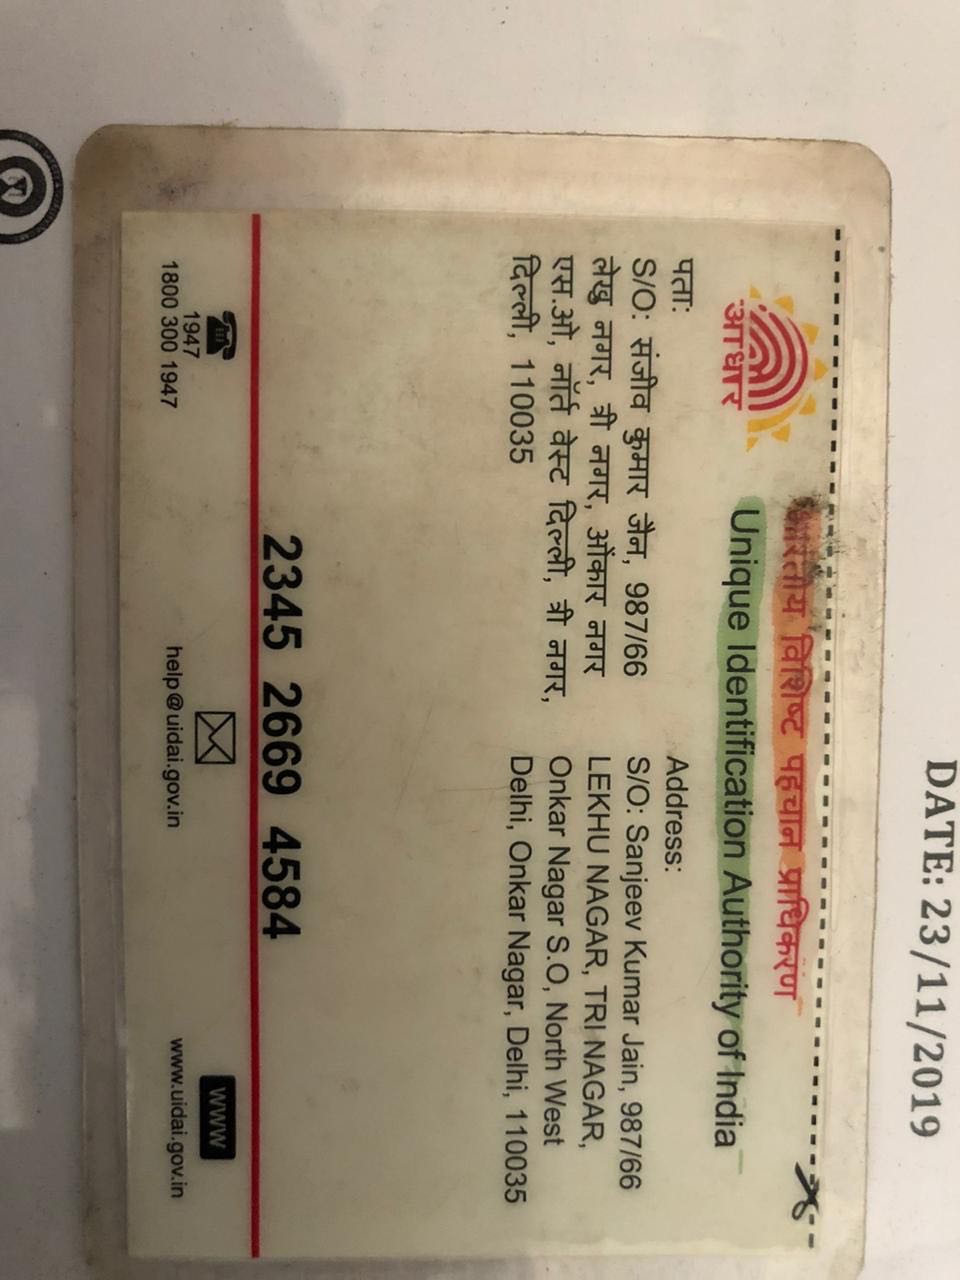 DATE: 23/11/2019
भारतीय विशिष्ट पहचान प्राधिकरण
Unique Identification Authority of India
आधार
पता:
S/O: संजीव कुमार जैन, 987/66
लेखु नगर, त्री नगर, ओंकार नगर
एस.ओ, नॉर्त वेस्ट दिल्ली, त्री नगर,
दिल्ली, 110035
Address:
S/O: Sanjeev Kumar Jain, 987/66
LEKHU NAGAR, TRI NAGAR,
Onkar Nagar S.O, North West
Delhi, Onkar Nagar, Delhi, 110035
2345 2669 4584
1947
1800 300 1947
help@uidai.gov.in
www
www.uidai.gov.in